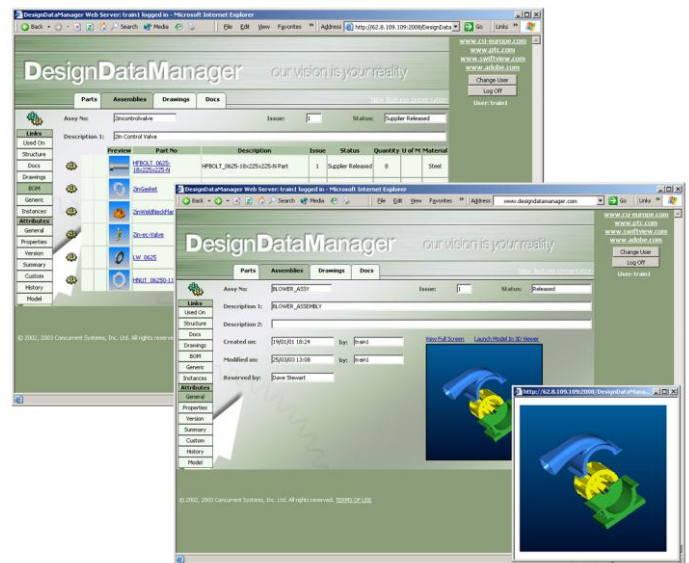 DesignDataManager Web Server: train1 logged in - Microsoft Internet Explorer
Back Search Media File Edit View Favorites Address http://62.8.109.109:2008/DesignData Go Links
www.csi-europe.com
www.ptc.com
www.swiftview.com
www.adobe.com
Change User
Log Off
User: train1
DesignDataManager our vision is your reality
Parts Assemblies Drawings Docs
Assy No: 2incontrolvalve Issue: 1 Status: Supplier Released
Description 1: 2in Control Valve
Links
Used On
Structure
Docs
Drawings
BOM
Generic
Instances
Attributes
General
Properties
Version
Summary
Custom
History
Model
Preview Part No Description Issue Status Quantity U of M Material
HFBOLT_0625-18x225x225-N HFBOLT_0625-18x225x225-N Part 1 Supplier Released 8 Steel
2inGasket
2inWeldNeckFlan
2in-ec-Valve
LW_0625
HNUT_06250-11
© 2002, 2003 Concurrent Systems, Inc. Ltd. All rights reserve
DesignDataManager Web Server: train1 logged in - Microsoft Internet Explorer
Back Search Media File Edit View Favorites Address www.designdatamanager.com Go Links
www.csi-europe.com
www.ptc.com
www.swiftview.com
www.adobe.com
Change User
Log Off
User: train1
DesignDataManager our vision is your reality
Parts Assemblies Drawings Docs
Assy No: BLOWER_ASSY Issue: 1 Status: Released
Description 1: BLOWER_ASSEMBLY
Description 2:
Created on: 19/01/01 18:24 by: train1
Modified on: 25/03/03 13:08 by: train1
Reserved by: Dave Stewart
View Full Screen Launch Model In 3D Viewer
Links
Used On
Structure
Docs
Drawings
BOM
Generic
Instances
Attributes
General
Properties
Version
Summary
Custom
History
Model
© 2002, 2003 Concurrent Systems, Inc. Ltd. All rights reserved. TERMS OF USE
http://62.8.109.109:2008/DesignDataMana...